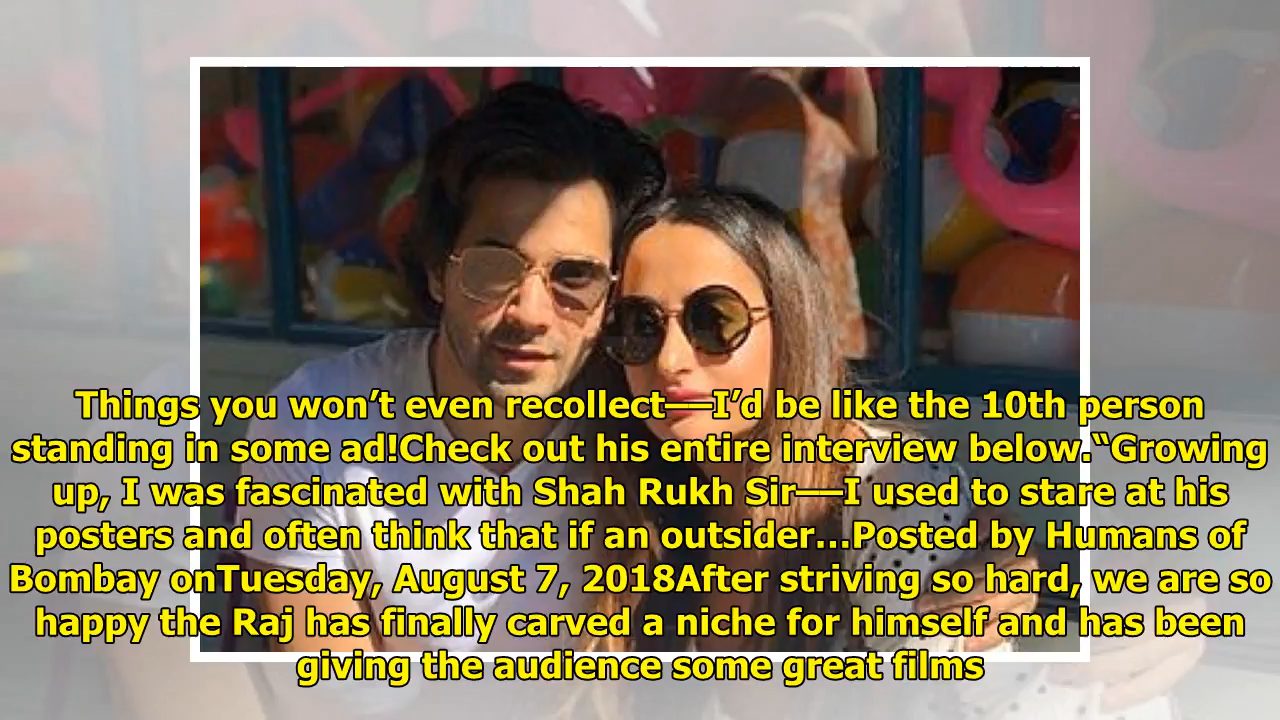 Things you won’t even recollect——I’d be like the 10th person
standing in some ad!Check out his entire interview below.“Growing
up, I was fascinated with Shah Rukh Sir——I used to stare at his
posters and often think that if an outsider...Posted by Humans of
Bombay onTuesday, August 7, 2018After striving so hard, we are so
happy the Raj has finally carved a niche for himself and has been
giving the audience some great films